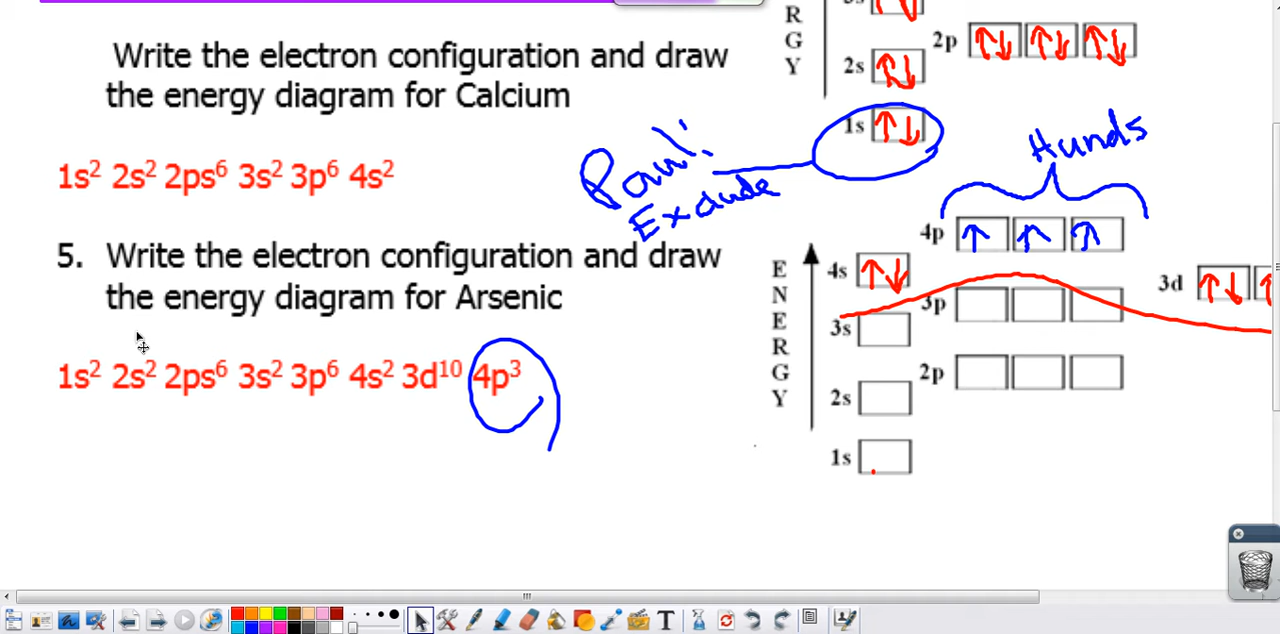 Write the electron configuration and draw
the energy diagram for Calcium
1s² 2s² 2ps⁶ 3s² 3p⁶ 4s²
5. Write the electron configuration and draw
the energy diagram for Arsenic
1s² 2s² 2ps⁶ 3s² 3p⁶ 4s² 3d¹⁰ 4p³
R
G
Y
2p
2s
1s
Pauli
Exclude
Hunds
E
N
E
R
G
Y
4p
4s
3d
3p
3s
2p
2s
1s
T